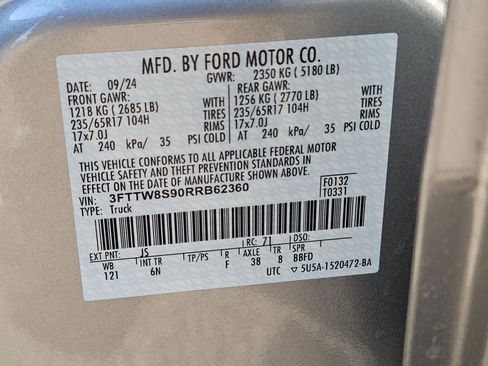 MFD. BY FORD MOTOR CO.
DATE: 09/24 GVWR: 2350 KG ( 5180 LB)
FRONT GAWR: REAR GAWR:
1218 KG ( 2685 LB) WITH 1256 KG ( 2770 LB) WITH
235/65R17 104H TIRES 235/65R17 104H TIRES
17x7.0J RIMS 17x7.0J RIMS
AT 240 kPa/ 35 PSI COLD AT 240 kPa/ 35 PSI COLD
THIS VEHICLE CONFORMS TO ALL APPLICABLE FEDERAL MOTOR
VEHICLE SAFETY AND THEFT PREVENTION STANDARDS IN
EFFECT ON THE DATE OF MANUFACTURE SHOWN ABOVE.
VIN: 3FTTW8S90RRB62360 F0132
TYPE: Truck T0331
EXT PNT: JS RC: 71 DSO:
WB INT TR TP/PS R AXLE TR SPR
121 6N F 38 8 BBFD
UTC ▽ 5U5A-1520472-BA